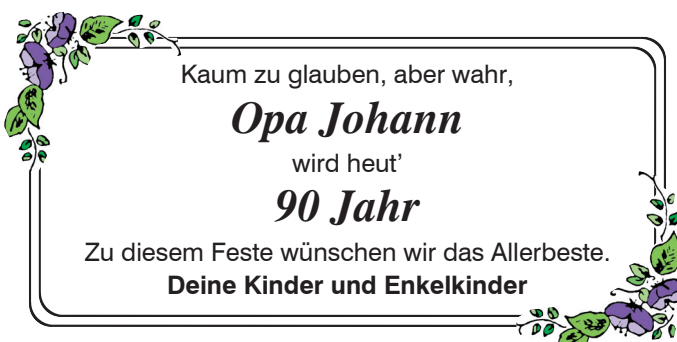 Kaum zu glauben, aber wahr,
Opa Johann
wird heut’
90 Jahr
Zu diesem Feste wünschen wir das Allerbeste.
Deine Kinder und Enkelkinder